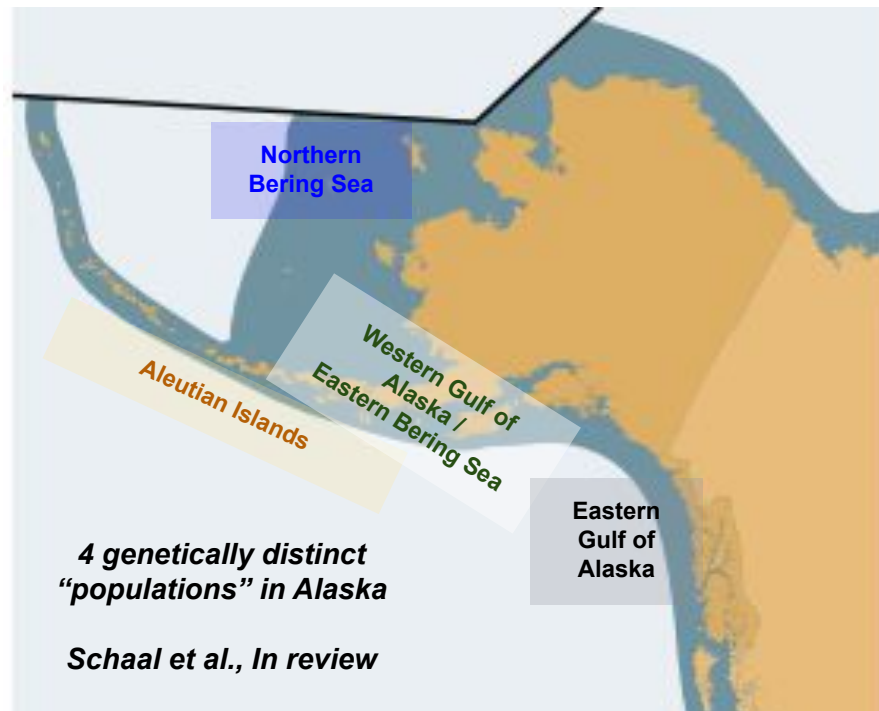 Northern
Bering Sea
Western Gulf of
Alaska /
Eastern Bering Sea
Aleutian Islands
Eastern
Gulf of
Alaska
4 genetically distinct
“populations” in Alaska
Schaal et al., In review